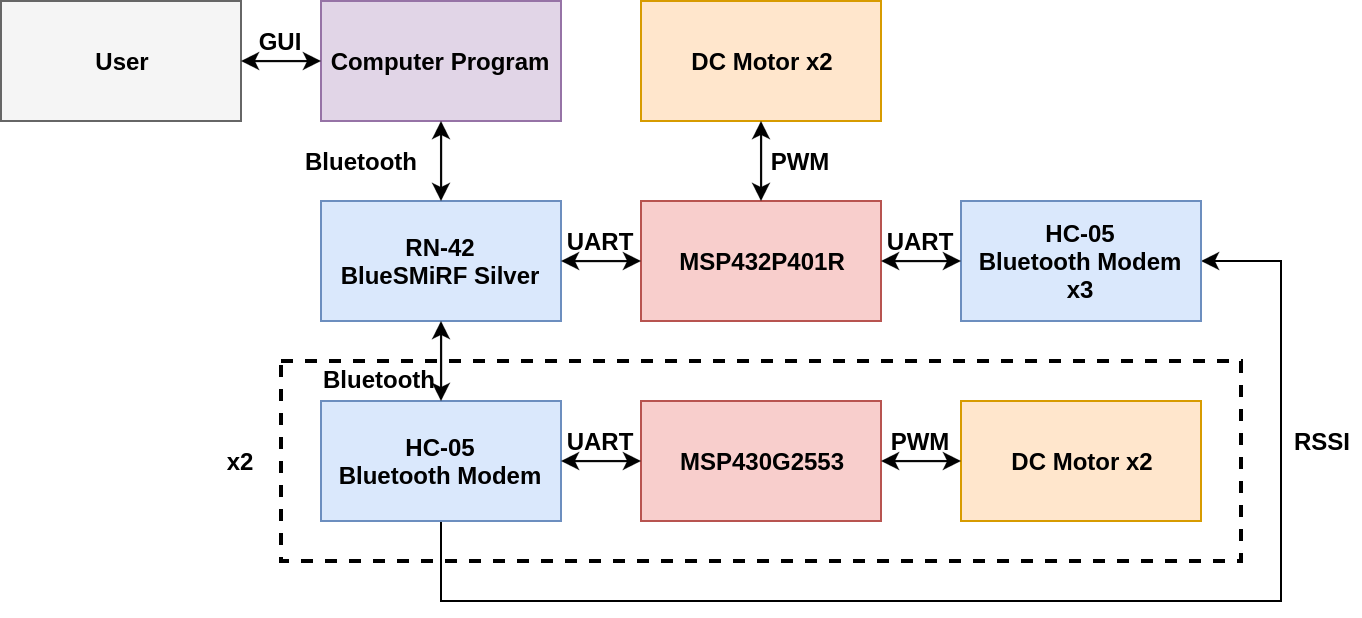 User
GUI
Computer Program
DC Motor x2
Bluetooth
PWM
RN-42
BlueSMiRF Silver
UART
MSP432P401R
UART
HC-05
Bluetooth Modem
x3
Bluetooth
x2
HC-05
Bluetooth Modem
UART
MSP430G2553
PWM
DC Motor x2
RSSI